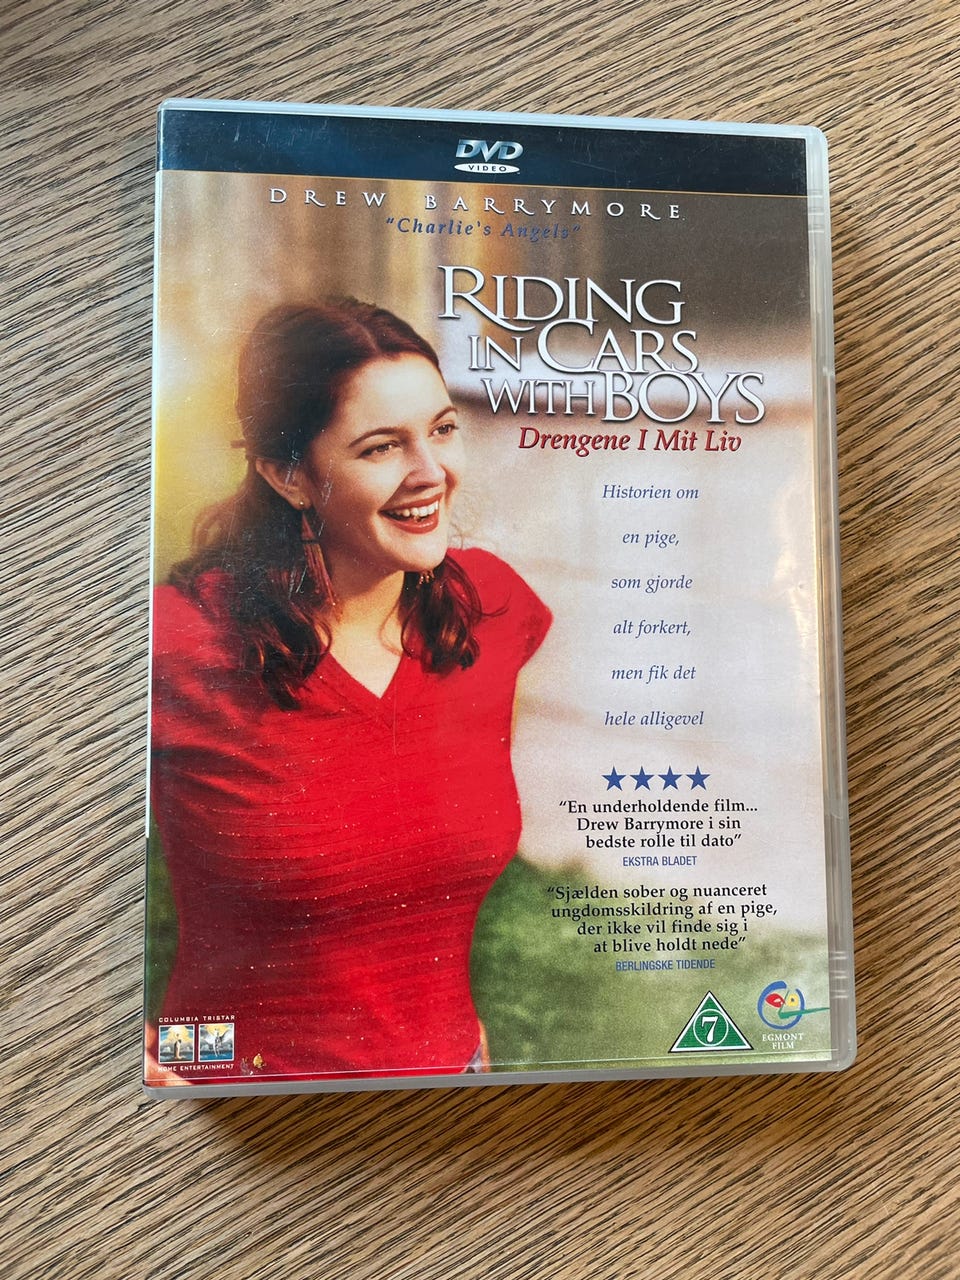 DVD
VIDEO
DREW BARRYMORE
"Charlie's Angels"
RIDING
IN CARS
WITH BOYS
Drengene I Mit Liv
Historien om
en pige,
som gjorde
alt forkert,
men fik det
hele alligevel
★★★★
“En underholdende film...
Drew Barrymore i sin
bedste rolle til dato”
EKSTRA BLADET
“Sjælden sober og nuanceret
ungdomsskildring af en pige,
der ikke vil finde sig i
at blive holdt nede”
BERLINGSKE TIDENDE
COLUMBIA TRISTAR
HOME ENTERTAINMENT
7
EGMONT
FILM